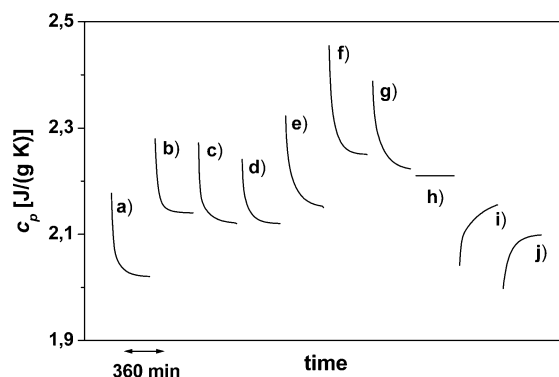 2,5
f)
g)
2,3
e)
b)
c)
d)
h)
a)
2,1
i)
j)
1,9
c_p [J/(g K)]
360 min
time